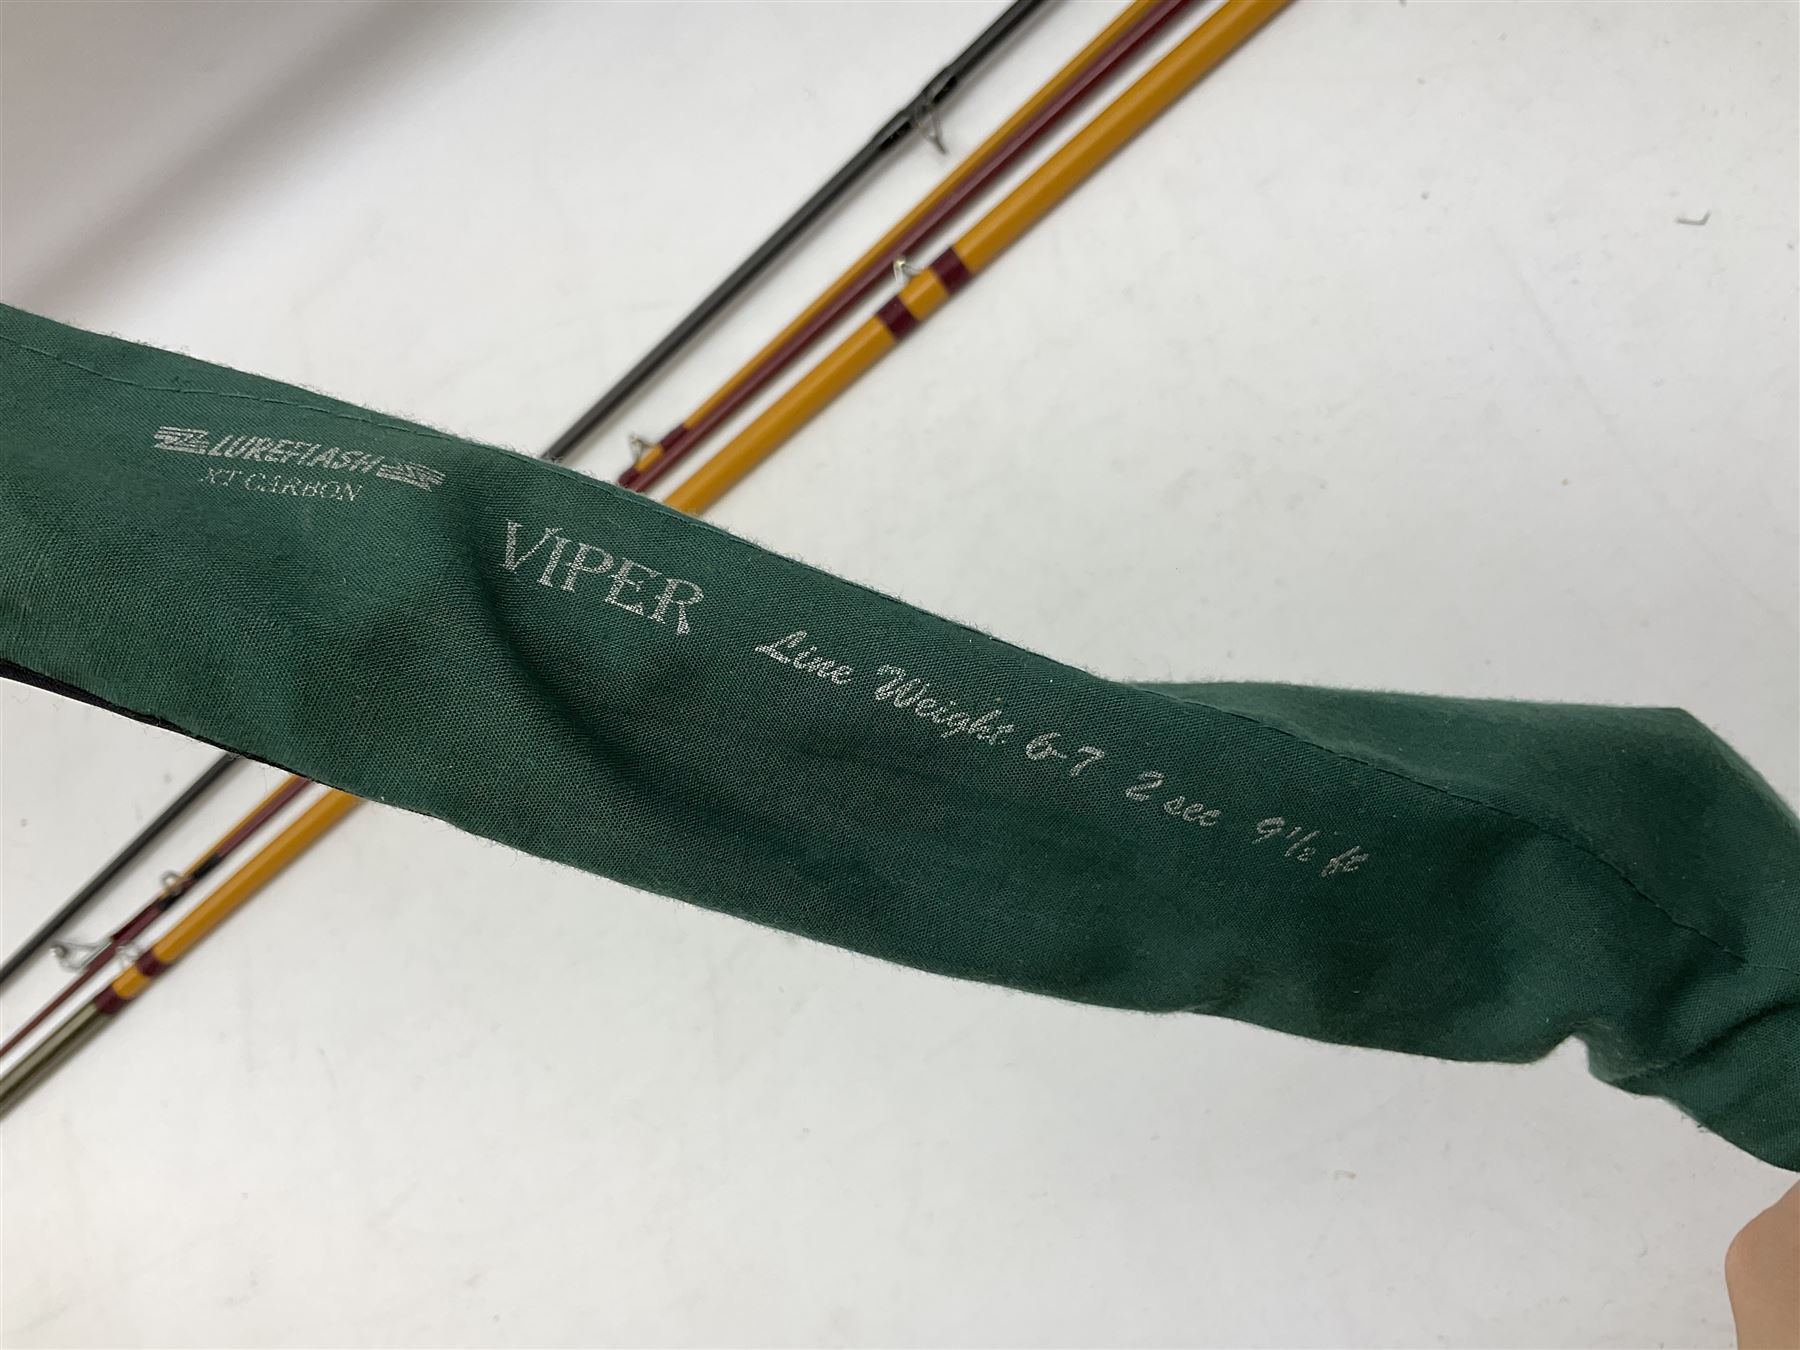 LUREFLASH
XT CARBON
VIPER
Line Weight 6-7 2 sec 9½ ft